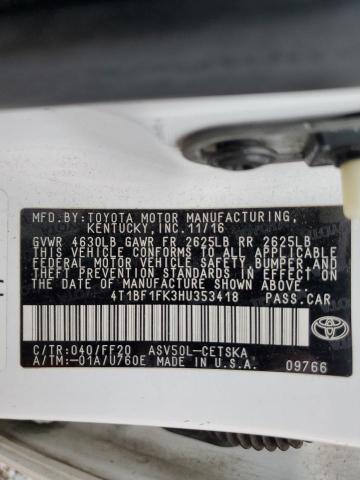 MFD.BY:TOYOTA MOTOR MANUFACTURING,
KENTUCKY,INC.11/16
GVWR 4630LB GAWR FR 2625LB RR 2625LB
THIS VEHICLE CONFORMS TO ALL APPLICABLE
FEDERAL MOTOR VEHICLE SAFETY, BUMPER, AND
THEFT PREVENTION STANDARDS IN EFFECT ON
THE DATE OF MANUFACTURE SHOWN ABOVE.
4T1BF1FK3HU353418 PASS.CAR
C/TR:040/FF20 ASV50L-CETSKA
A/TM:-01A/U760E MADE IN U.S.A.
TOYOTA
09766